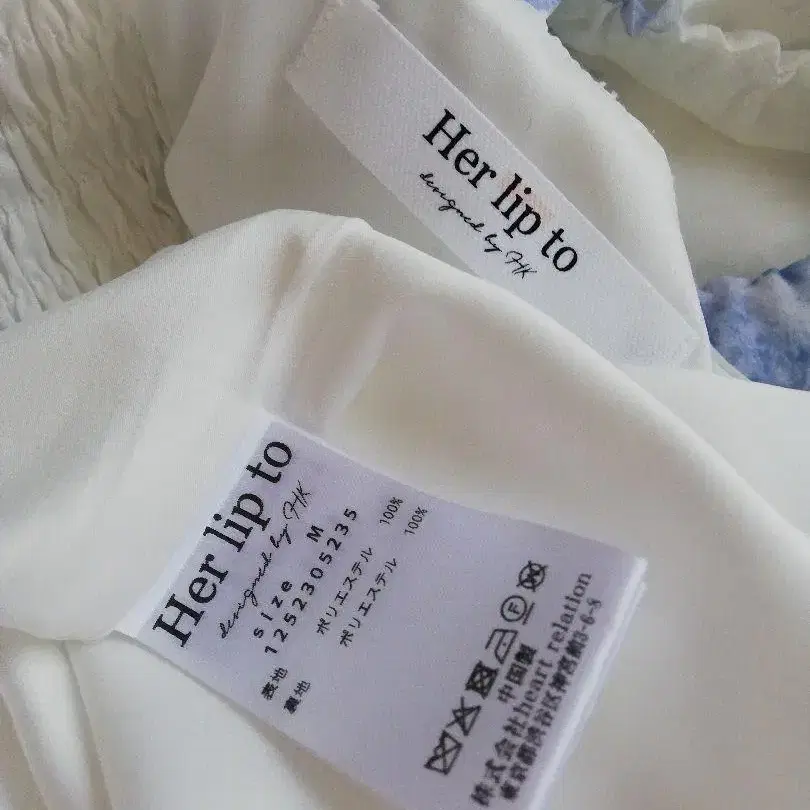 Her lip to
designed by HK
Her lip to
designed by HK
size M
1252305235
表地 ポリエステル 100%
裏地 ポリエステル 100%
中国製
株式会社heart relation
東京都渋谷区神宮前3-6-8